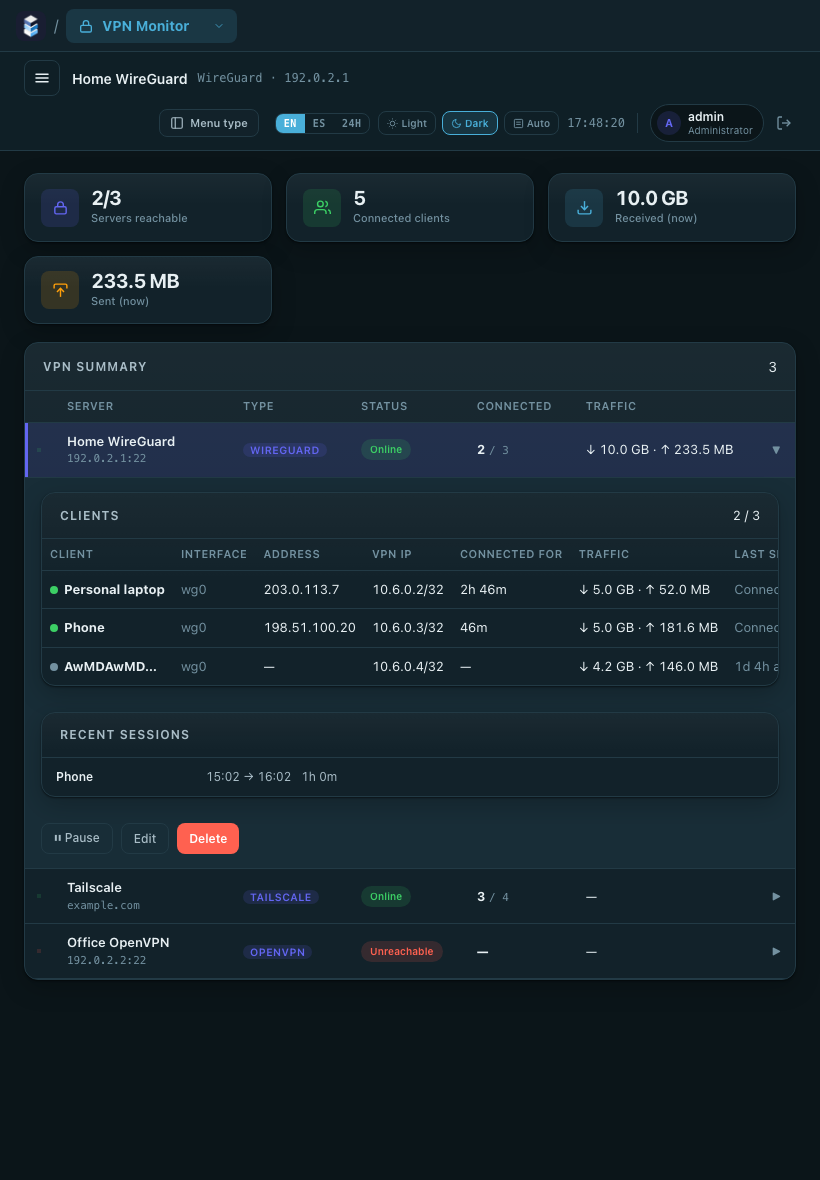 / VPN Monitor
Home WireGuard WireGuard · 192.0.2.1
Menu type EN ES 24H Light Dark Auto 17:48:20 A admin
Administrator
2/3
Servers reachable
5
Connected clients
10.0 GB
Received (now)
233.5 MB
Sent (now)
VPN SUMMARY 3
SERVER TYPE STATUS CONNECTED TRAFFIC
Home WireGuard
192.0.2.1:22
WIREGUARD Online 2 / 3 ↓ 10.0 GB · ↑ 233.5 MB ▼
CLIENTS 2 / 3
CLIENT INTERFACE ADDRESS VPN IP CONNECTED FOR TRAFFIC LAST S
Personal laptop wg0 203.0.113.7 10.6.0.2/32 2h 46m ↓ 5.0 GB · ↑ 52.0 MB Connec
Phone wg0 198.51.100.20 10.6.0.3/32 46m ↓ 5.0 GB · ↑ 181.6 MB Connec
AwMDAwMD... wg0 — 10.6.0.4/32 — ↓ 4.2 GB · ↑ 146.0 MB 1d 4h a
RECENT SESSIONS
Phone 15:02 → 16:02 1h 0m
Pause Edit Delete
Tailscale
example.com
TAILSCALE Online 3 / 4 — ▶
Office OpenVPN
192.0.2.2:22
OPENVPN Unreachable — — ▶